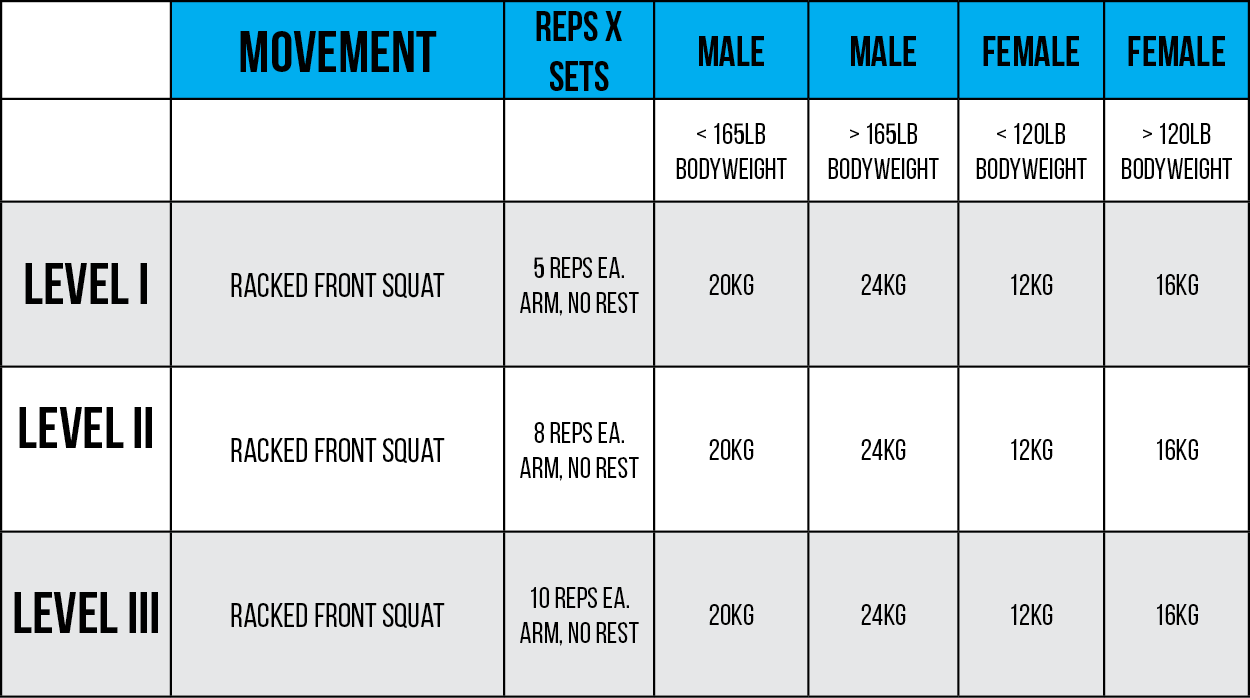 MOVEMENT
REPS X
SETS
MALE
MALE
FEMALE
FEMALE
< 165LB
BODYWEIGHT
> 165LB
BODYWEIGHT
< 120LB
BODYWEIGHT
> 120LB
BODYWEIGHT
LEVEL I
RACKED FRONT SQUAT
5 REPS EA.
ARM, NO REST
20KG
24KG
12KG
16KG
LEVEL II
RACKED FRONT SQUAT
8 REPS EA.
ARM, NO REST
20KG
24KG
12KG
16KG
LEVEL III
RACKED FRONT SQUAT
10 REPS EA.
ARM, NO REST
20KG
24KG
12KG
16KG